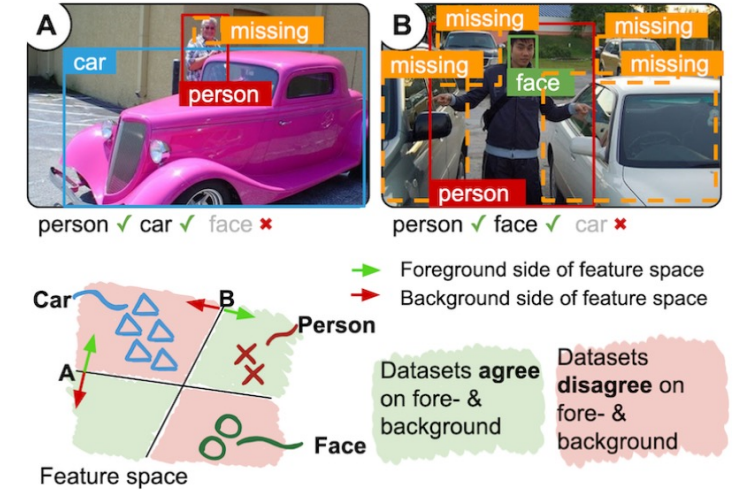 A
missing
car
person
B
missing
missing
missing
missing
face
person
person ✓ car ✓ face ✖
person ✓ face ✓ car ✖
Foreground side of feature space
Background side of feature space
Car
B
Person
A
Face
Feature space
Datasets agree
on fore- &
background
Datasets
disagree on
fore- &
background